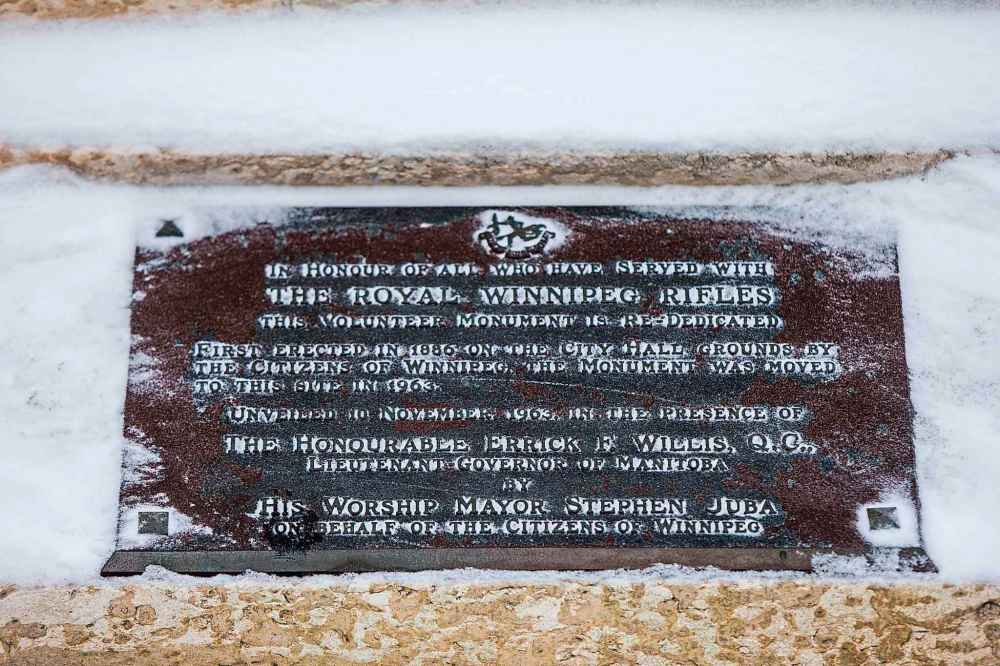 In Honour of all who have Served with
The Royal Winnipeg Rifles
This Volunteer Monument is Re-Dedicated
First erected in 1886 on the City Hall grounds by
the Citizens of Winnipeg, the Monument was moved
to this site in 1963.
Unveiled 10 November, 1963, in the presence of
The Honourable Errick F. Willis, Q.C.,
Lieutenant Governor of Manitoba
by
His Worship Mayor Stephen Juba
on behalf of the Citizens of Winnipeg